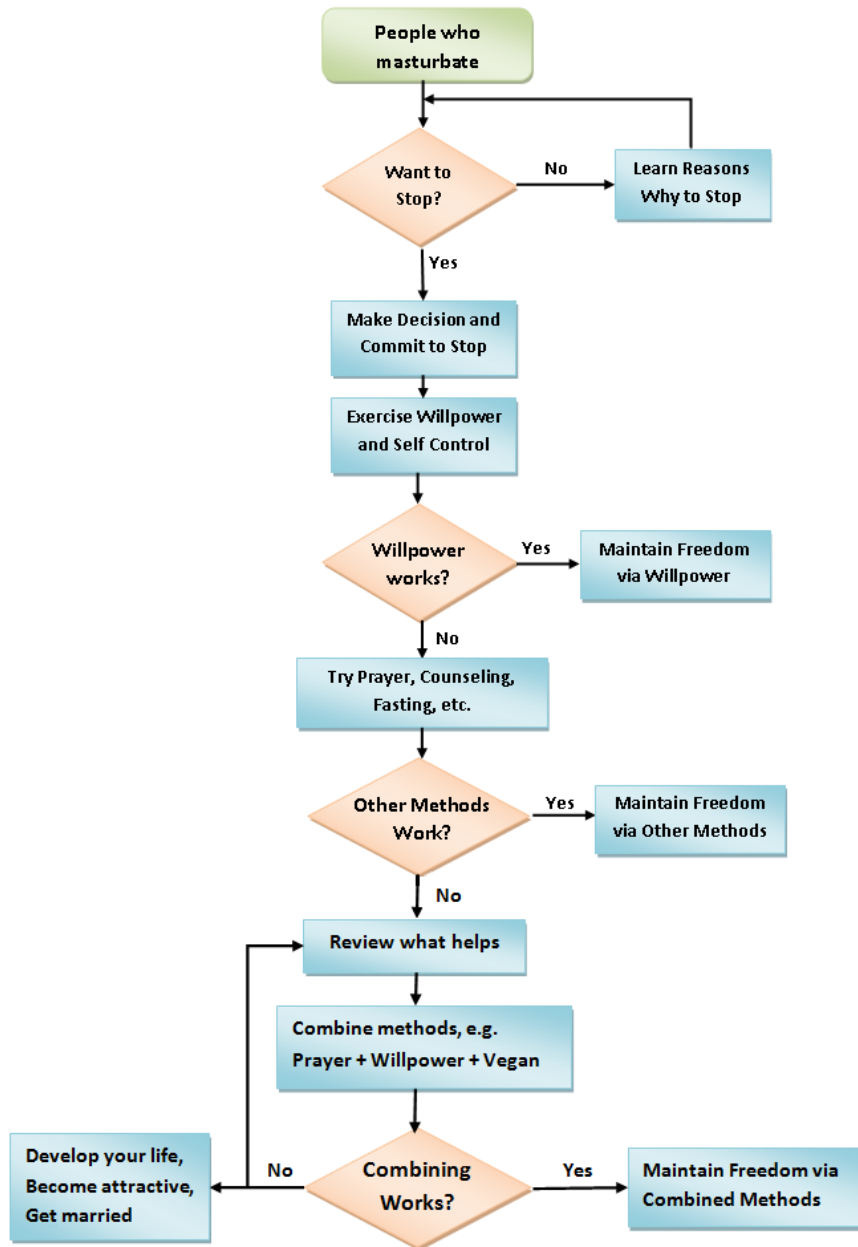 People who
masturbate
Want to
Stop?
No
Learn Reasons
Why to Stop
Yes
Make Decision and
Commit to Stop
Exercise Willpower
and Self Control
Willpower
works?
Yes
Maintain Freedom
via Willpower
No
Try Prayer, Counseling,
Fasting, etc.
Other Methods
Work?
Yes
Maintain Freedom
via Other Methods
No
Review what helps
Combine methods, e.g.
Prayer + Willpower + Vegan
Combining
Works?
No
Develop your life,
Become attractive,
Get married
Yes
Maintain Freedom via
Combined Methods